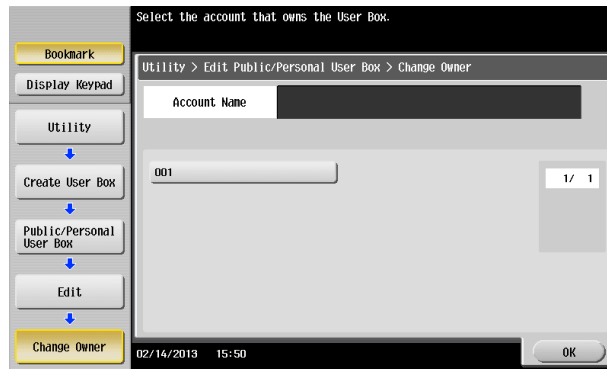 Select the account that owns the User Box.
Bookmark
Display Keypad
Utility
Create User Box
Public/Personal
User Box
Edit
Change Owner
Utility > Edit Public/Personal User Box > Change Owner
Account Name
001
1/ 1
02/14/2013 15:50
OK